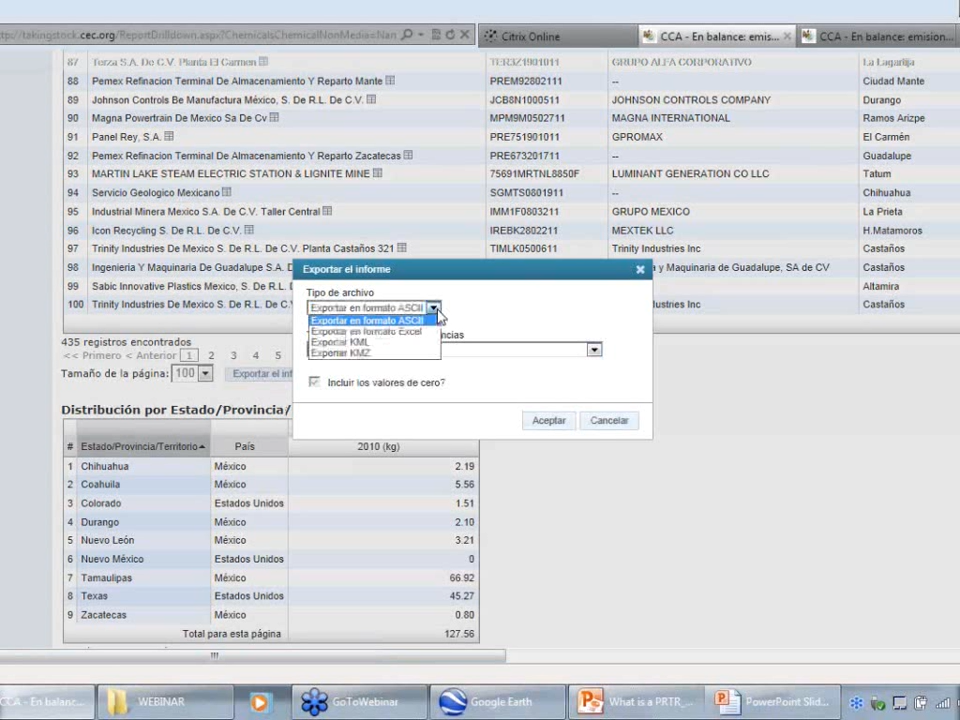 ttp://takingstock.cec.org/ReportDrilldown.aspx?ChemicalsChemicalNonMedia=Nan
Citrix Online
CCA - En balance: emis...
CCA - En balance: emision...
87 Terza S.A. De C.V. Planta El Carmen TER3Z1901011 GRUPO ALFA CORPORATIVO La Lagartija
88 Pemex Refinacion Terminal De Almacenamiento Y Reparto Mante PREM92802111 -- Ciudad Mante
89 Johnson Controls Be Manufactura México, S. De R.L. De C.V. JCB8N1000511 JOHNSON CONTROLS COMPANY Durango
90 Magna Powertrain De Mexico Sa De Cv MPM9M0502711 MAGNA INTERNATIONAL Ramos Arizpe
91 Panel Rey, S.A. PRE751901011 GPROMAX El Carmén
92 Pemex Refinacion Terminal De Almacenamiento Y Reparto Zacatecas PRE673201711 -- Guadalupe
93 MARTIN LAKE STEAM ELECTRIC STATION & LIGNITE MINE 75691MRTNL8850F LUMINANT GENERATION CO LLC Tatum
94 Servicio Geologico Mexicano SGMTS0801911 -- Chihuahua
95 Industrial Minera Mexico S.A. De C.V. Taller Central IMM1F0803211 GRUPO MEXICO La Prieta
96 Icon Recycling S. De R.L. De C.V. IREBK2802211 MEXTEK LLC H.Matamoros
97 Trinity Industries De Mexico S. De R.L. De C.V. Planta Castaños 321 TIMLK0500611 Trinity Industries Inc Castaños
98 Ingenieria Y Maquinaria De Guadalupe S.A. D y Maquinaria de Guadalupe, SA de CV Castaños
99 Sabic Innovative Plastics Mexico, S. De R.L. De Altamira
100 Trinity Industries De Mexico S. De R.L. De C. stries Inc Castaños
Exportar el informe
Tipo de archivo
Exportar en formato ASCII
Exportar en formato ASCII
Exportar en formato Excel
Exportar KML
Exportar KMZ
ncias
Incluir los valores de cero?
Aceptar Cancelar
435 registros encontrados
<< Primero < Anterior 1 2 3 4 5
Tamaño de la página: 100 Exportar el inf
Distribución por Estado/Provincia/
# Estado/Provincia/Territorio País 2010 (kg)
1 Chihuahua México 2.19
2 Coahuila México 5.56
3 Colorado Estados Unidos 1.51
4 Durango México 2.10
5 Nuevo León México 3.21
6 Nuevo México Estados Unidos 0
7 Tamaulipas México 66.92
8 Texas Estados Unidos 45.27
9 Zacatecas México 0.80
Total para esta página 127.56
CCA - En balanc...
WEBINAR
GoToWebinar
Google Earth
What is a PRTR_...
PowerPoint Slid...